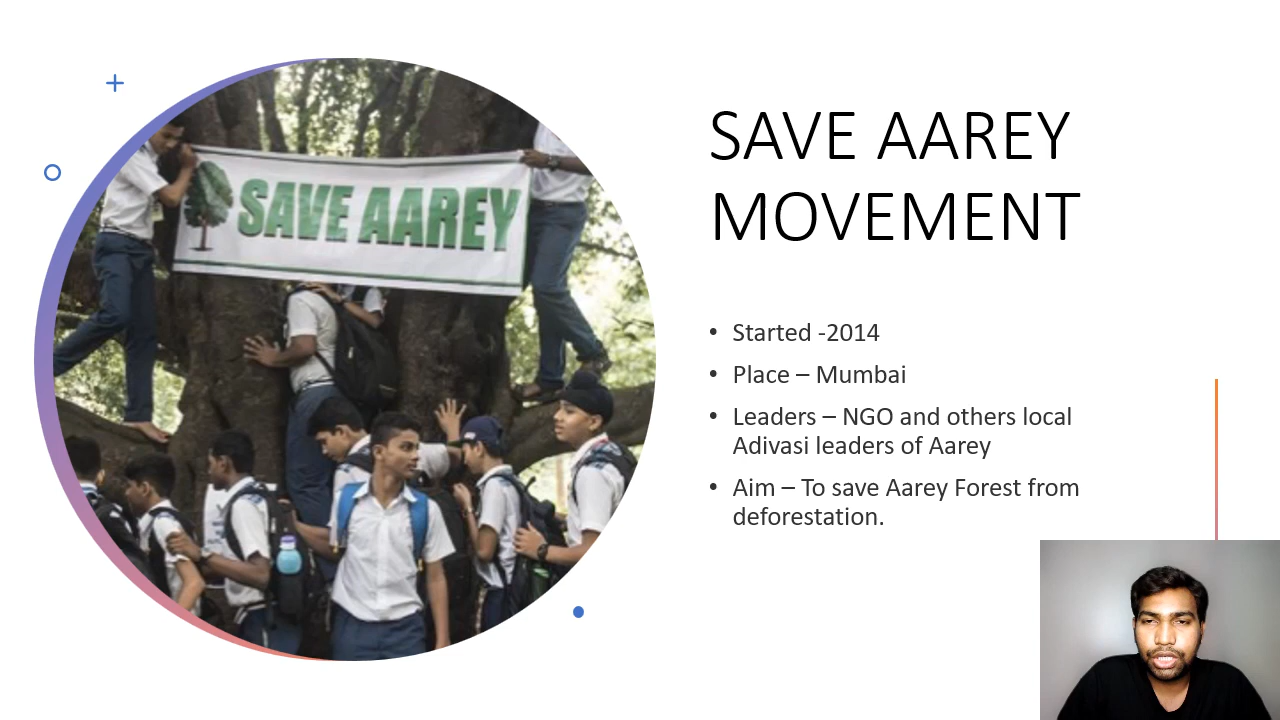 SAVE AAREY
SAVE AAREY
MOVEMENT
• Started -2014
• Place – Mumbai
• Leaders – NGO and others local
Adivasi leaders of Aarey
• Aim – To save Aarey Forest from
deforestation.